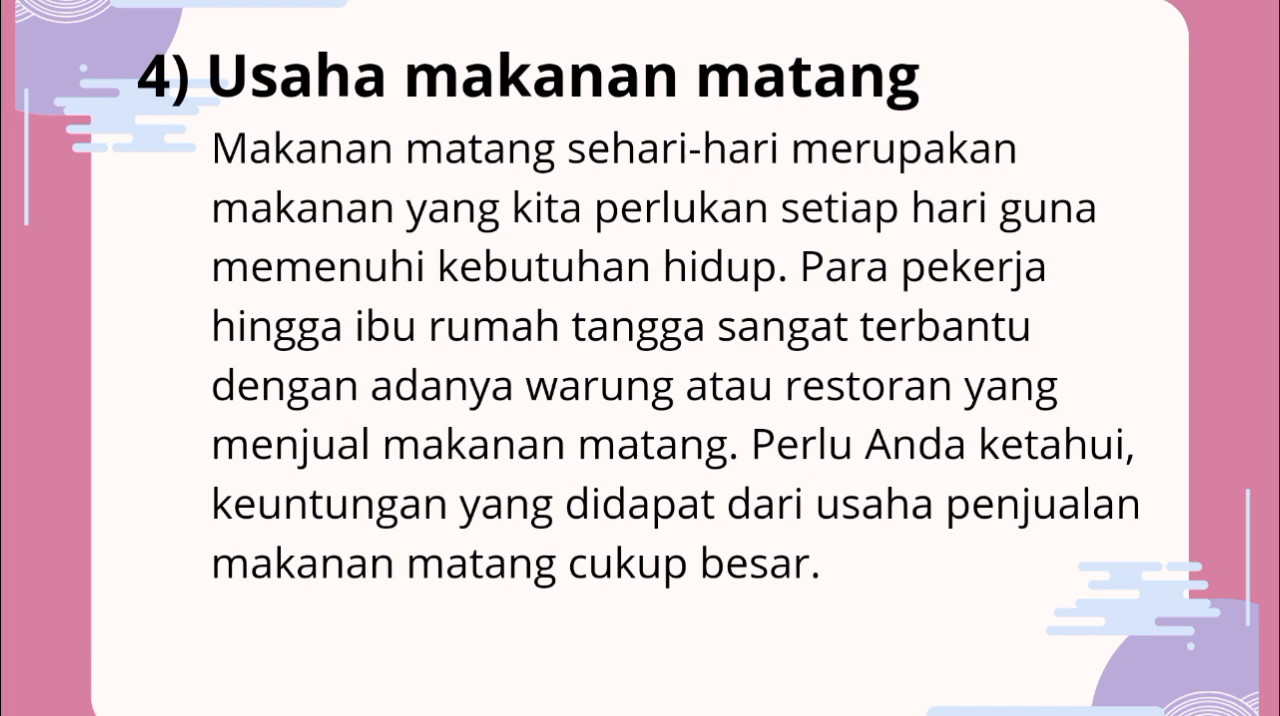 4) Usaha makanan matang
Makanan matang sehari-hari merupakan
makanan yang kita perlukan setiap hari guna
memenuhi kebutuhan hidup. Para pekerja
hingga ibu rumah tangga sangat terbantu
dengan adanya warung atau restoran yang
menjual makanan matang. Perlu Anda ketahui,
keuntungan yang didapat dari usaha penjualan
makanan matang cukup besar.